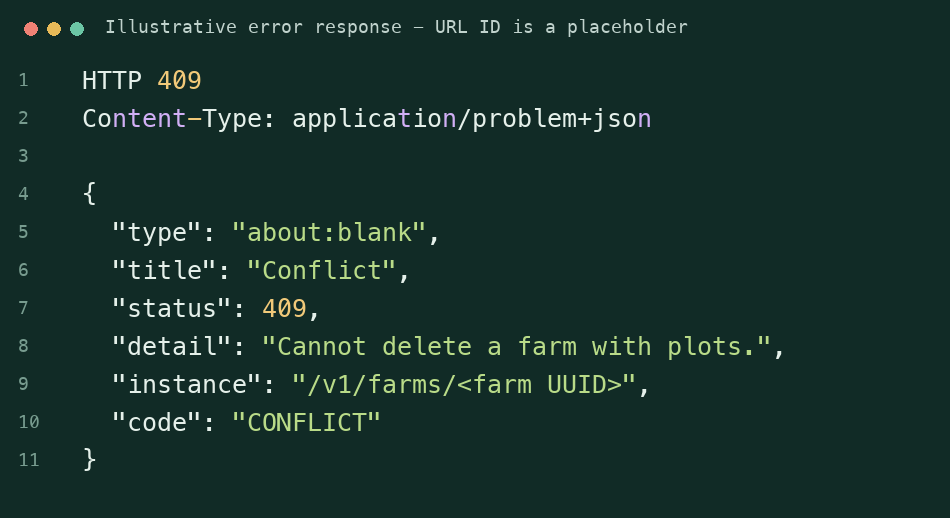 Illustrative error response — URL ID is a placeholder
1 HTTP 409
2 Content-Type: application/problem+json
3
4 {
5 "type": "about:blank",
6 "title": "Conflict",
7 "status": 409,
8 "detail": "Cannot delete a farm with plots.",
9 "instance": "/v1/farms/<farm UUID>",
10 "code": "CONFLICT"
11 }